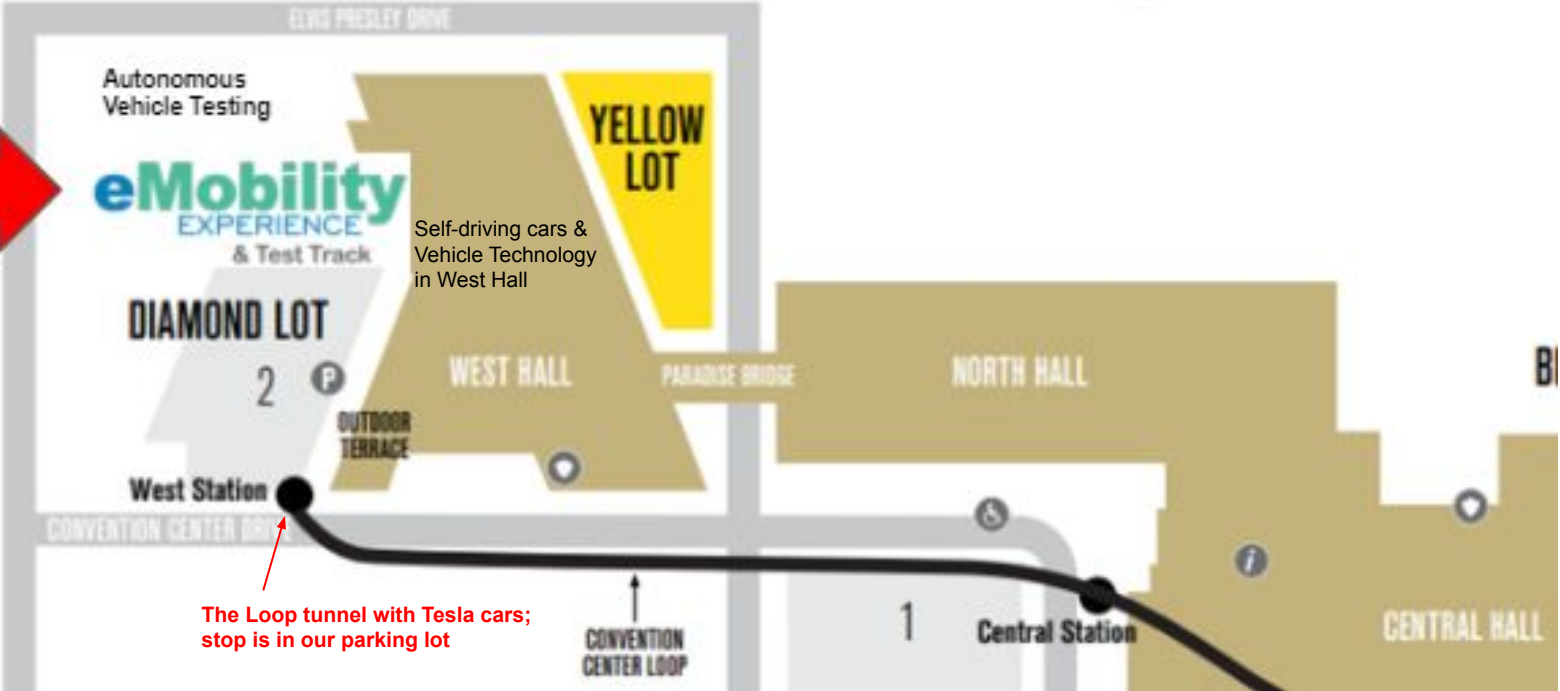 ELVIS PRESLEY DRIVE
Autonomous
Vehicle Testing
eMobility
EXPERIENCE
& Test Track
YELLOW
LOT
Self-driving cars &
Vehicle Technology
in West Hall
DIAMOND LOT
2
P
WEST HALL
PARADISE BRIDGE
NORTH HALL
OUTDOOR
TERRACE
West Station
CONVENTION CENTER DRIVE
The Loop tunnel with Tesla cars;
stop is in our parking lot
CONVENTION
CENTER LOOP
1
Central Station
i
CENTRAL HALL